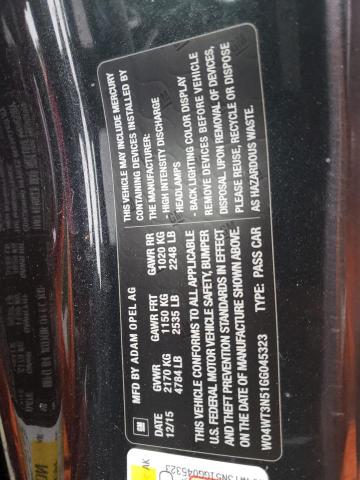 MFD BY ADAM OPEL AG
GM
DATE GVWR GAWR FRT GAWR RR
12/15 2170 KG 1150 KG 1020 KG
4784 LB 2535 LB 2248 LB
THIS VEHICLE CONFORMS TO ALL APPLICABLE
U.S. FEDERAL MOTOR VEHICLE SAFETY, BUMPER
AND THEFT PREVENTION STANDARDS IN EFFECT
ON THE DATE OF MANUFACTURE SHOWN ABOVE.
W04WT3N51GG045323 TYPE: PASS CAR
THIS VEHICLE MAY INCLUDE MERCURY
CONTAINING DEVICES INSTALLED BY
THE MANUFACTURER:
- HIGH INTENSITY DISCHARGE
HEADLAMPS
- BACK LIGHTING COLOR DISPLAY
REMOVE DEVICES BEFORE VEHICLE
DISPOSAL. UPON REMOVAL OF DEVICES,
PLEASE REUSE, RECYCLE OR DISPOSE
AS HAZARDOUS WASTE.